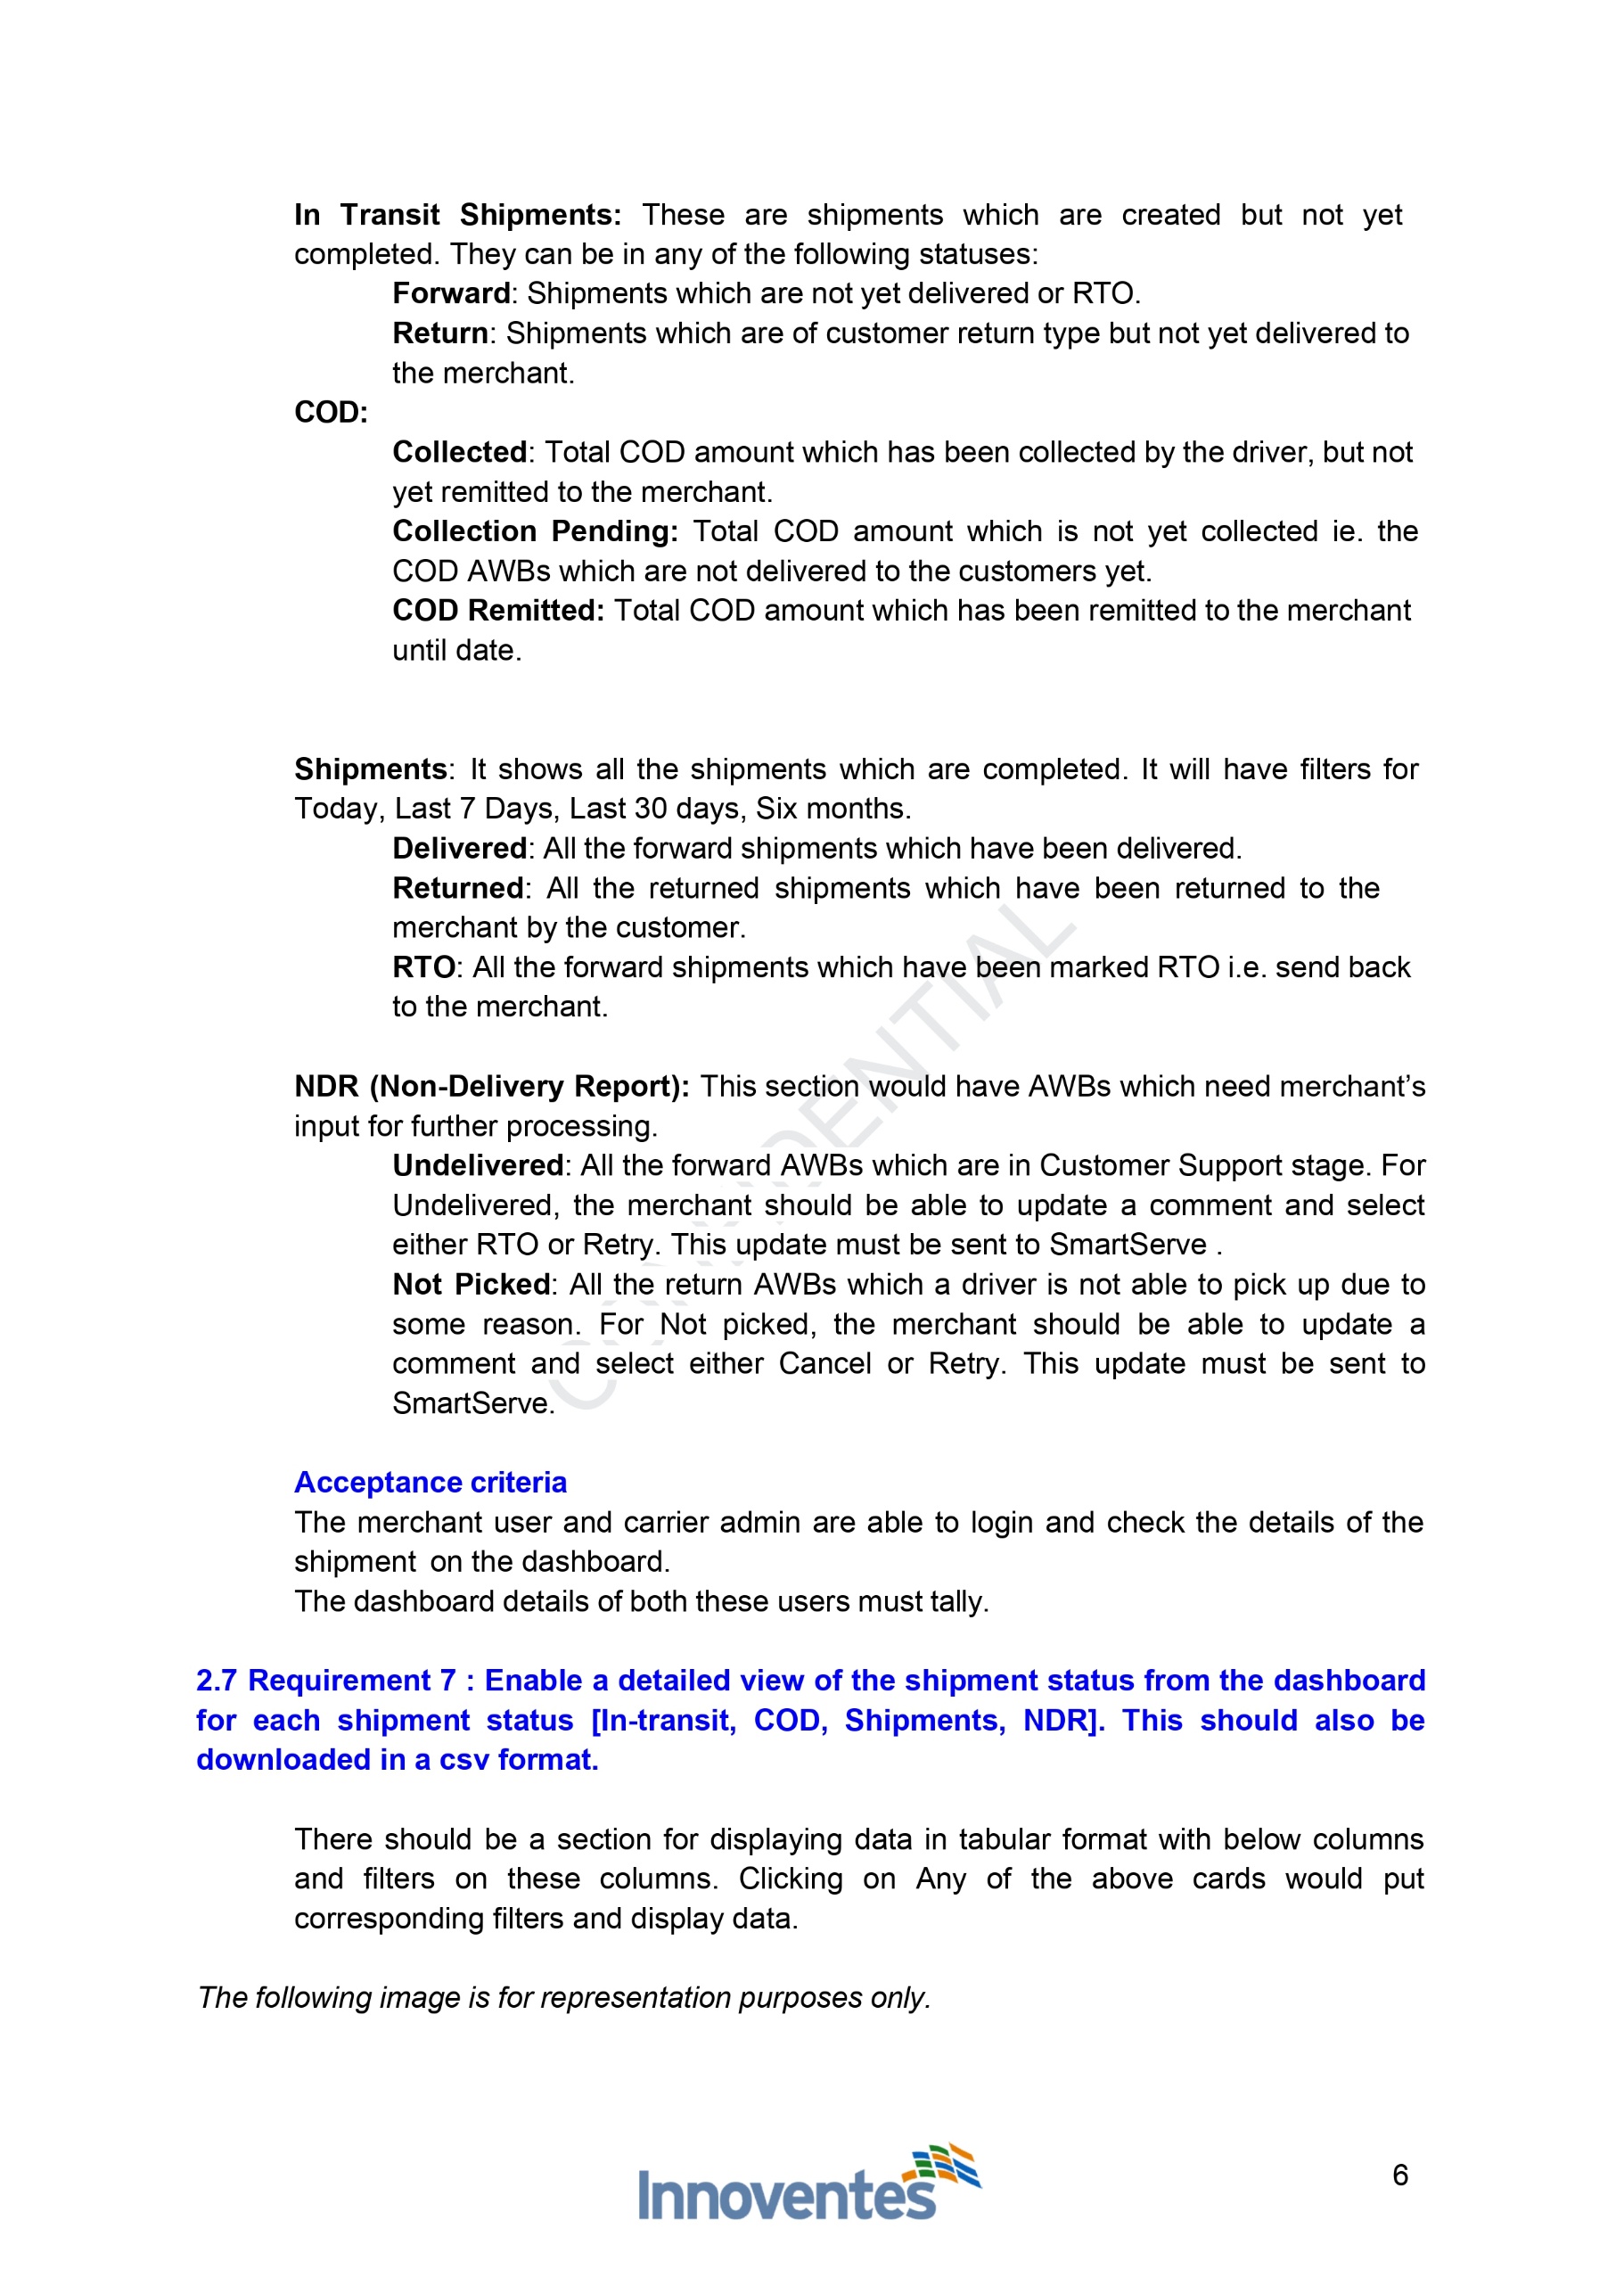 In Transit Shipments: These are shipments which are created but not yet
completed. They can be in any of the following statuses:
Forward: Shipments which are not yet delivered or RTO.
Return: Shipments which are of customer return type but not yet delivered to
the merchant.
COD:
Collected: Total COD amount which has been collected by the driver, but not
yet remitted to the merchant.
Collection Pending: Total COD amount which is not yet collected ie. the
COD AWBs which are not delivered to the customers yet.
COD Remitted: Total COD amount which has been remitted to the merchant
until date.
Shipments: It shows all the shipments which are completed. It will have filters for
Today, Last 7 Days, Last 30 days, Six months.
Delivered: All the forward shipments which have been delivered.
Returned: All the returned shipments which have been returned to the
merchant by the customer.
RTO: All the forward shipments which have been marked RTO i.e. send back
to the merchant.
NDR (Non-Delivery Report): This section would have AWBs which need merchant’s
input for further processing.
Undelivered: All the forward AWBs which are in Customer Support stage. For
Undelivered, the merchant should be able to update a comment and select
either RTO or Retry. This update must be sent to SmartServe .
Not Picked: All the return AWBs which a driver is not able to pick up due to
some reason. For Not picked, the merchant should be able to update a
comment and select either Cancel or Retry. This update must be sent to
SmartServe.
CONFIDENTIAL
Acceptance criteria
The merchant user and carrier admin are able to login and check the details of the
shipment on the dashboard.
The dashboard details of both these users must tally.
2.7 Requirement 7 : Enable a detailed view of the shipment status from the dashboard
for each shipment status [In-transit, COD, Shipments, NDR]. This should also be
downloaded in a csv format.
There should be a section for displaying data in tabular format with below columns
and filters on these columns. Clicking on Any of the above cards would put
corresponding filters and display data.
The following image is for representation purposes only.
Innoventes
6